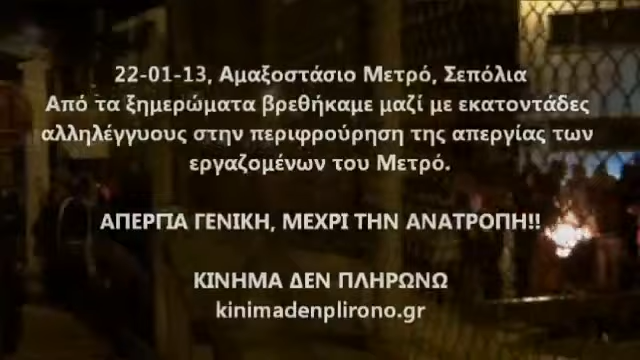 22-01-13, Αμαξοστάσιο Μετρό, Σεπόλια
Από τα ξημερώματα βρεθήκαμε μαζί με εκατοντάδες
αλληλέγγυους στην περιφρούρηση της απεργίας των
εργαζομένων του Μετρό.
ΑΠΕΡΓΙΑ ΓΕΝΙΚΗ, ΜΕΧΡΙ ΤΗΝ ΑΝΑΤΡΟΠΗ!!
ΚΙΝΗΜΑ ΔΕΝ ΠΛΗΡΩΝΩ
kinimadenplirono.gr